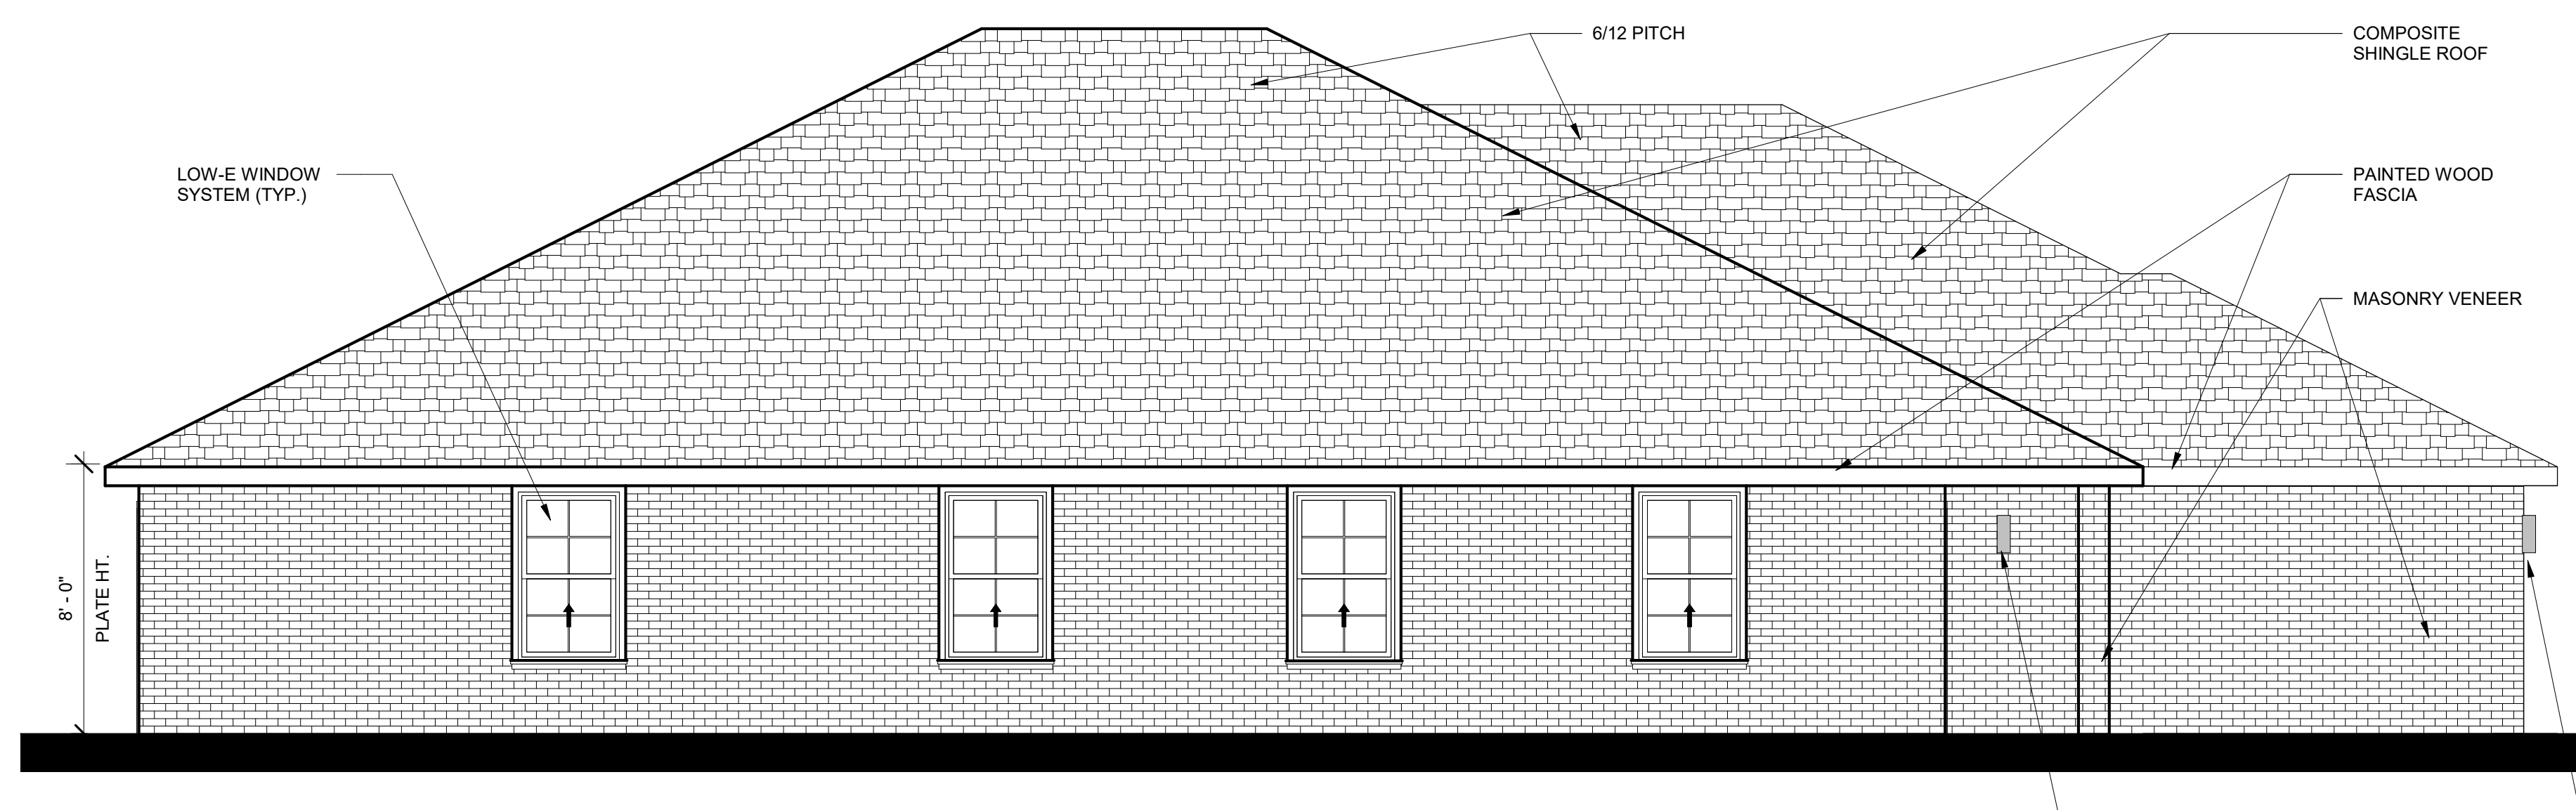 6/12 PITCH
COMPOSITE
SHINGLE ROOF
LOW-E WINDOW
SYSTEM (TYP.)
PAINTED WOOD
FASCIA
MASONRY VENEER
8' - 0"
PLATE HT.